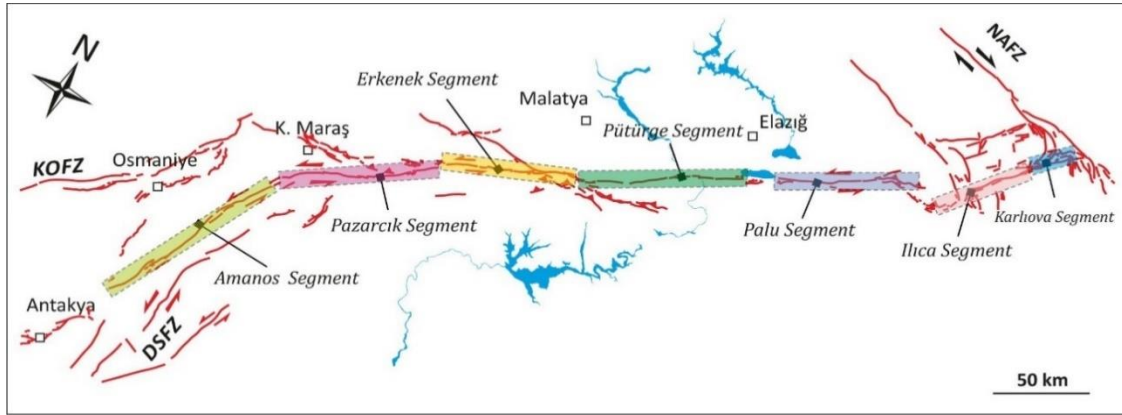 N
NAFZ
Erkenek Segment
Malatya
Elazığ
K. Maraş
Pütürge Segment
KOFZ
Osmaniye
Pazarcık Segment
Palu Segment
Ilıca Segment
Karlıova Segment
Amanos Segment
Antakya
DSFZ
50 km